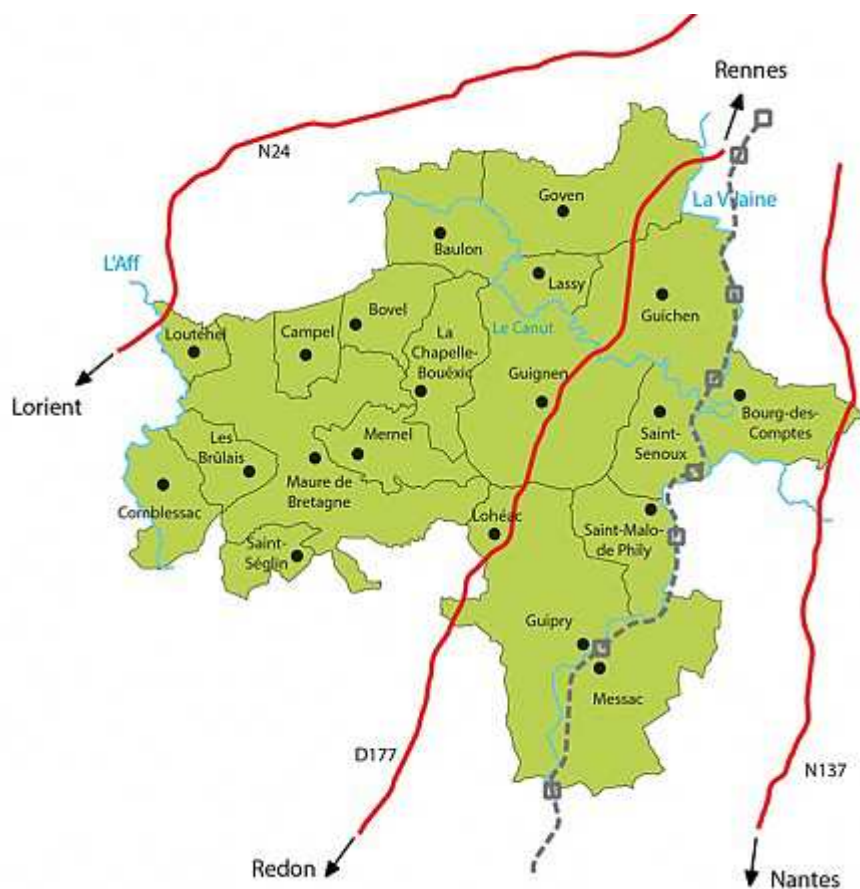 Rennes
N24
Goven
La Vilaine
Baulon
L'Aff
Lassy
Bovel
Guichen
Loutehel
Campel
La
Chapelle-
Bouëxic
Le Canut
Guignen
Lorient
Bourg-des-
Comptes
Les
Brûlais
Mernel
Saint-
Senoux
Maure de
Bretagne
Comblessac
Lohéac
Saint-Malo-
de Phily
Saint-
Séglin
Guipry
Messac
D177
N137
Redon
Nantes